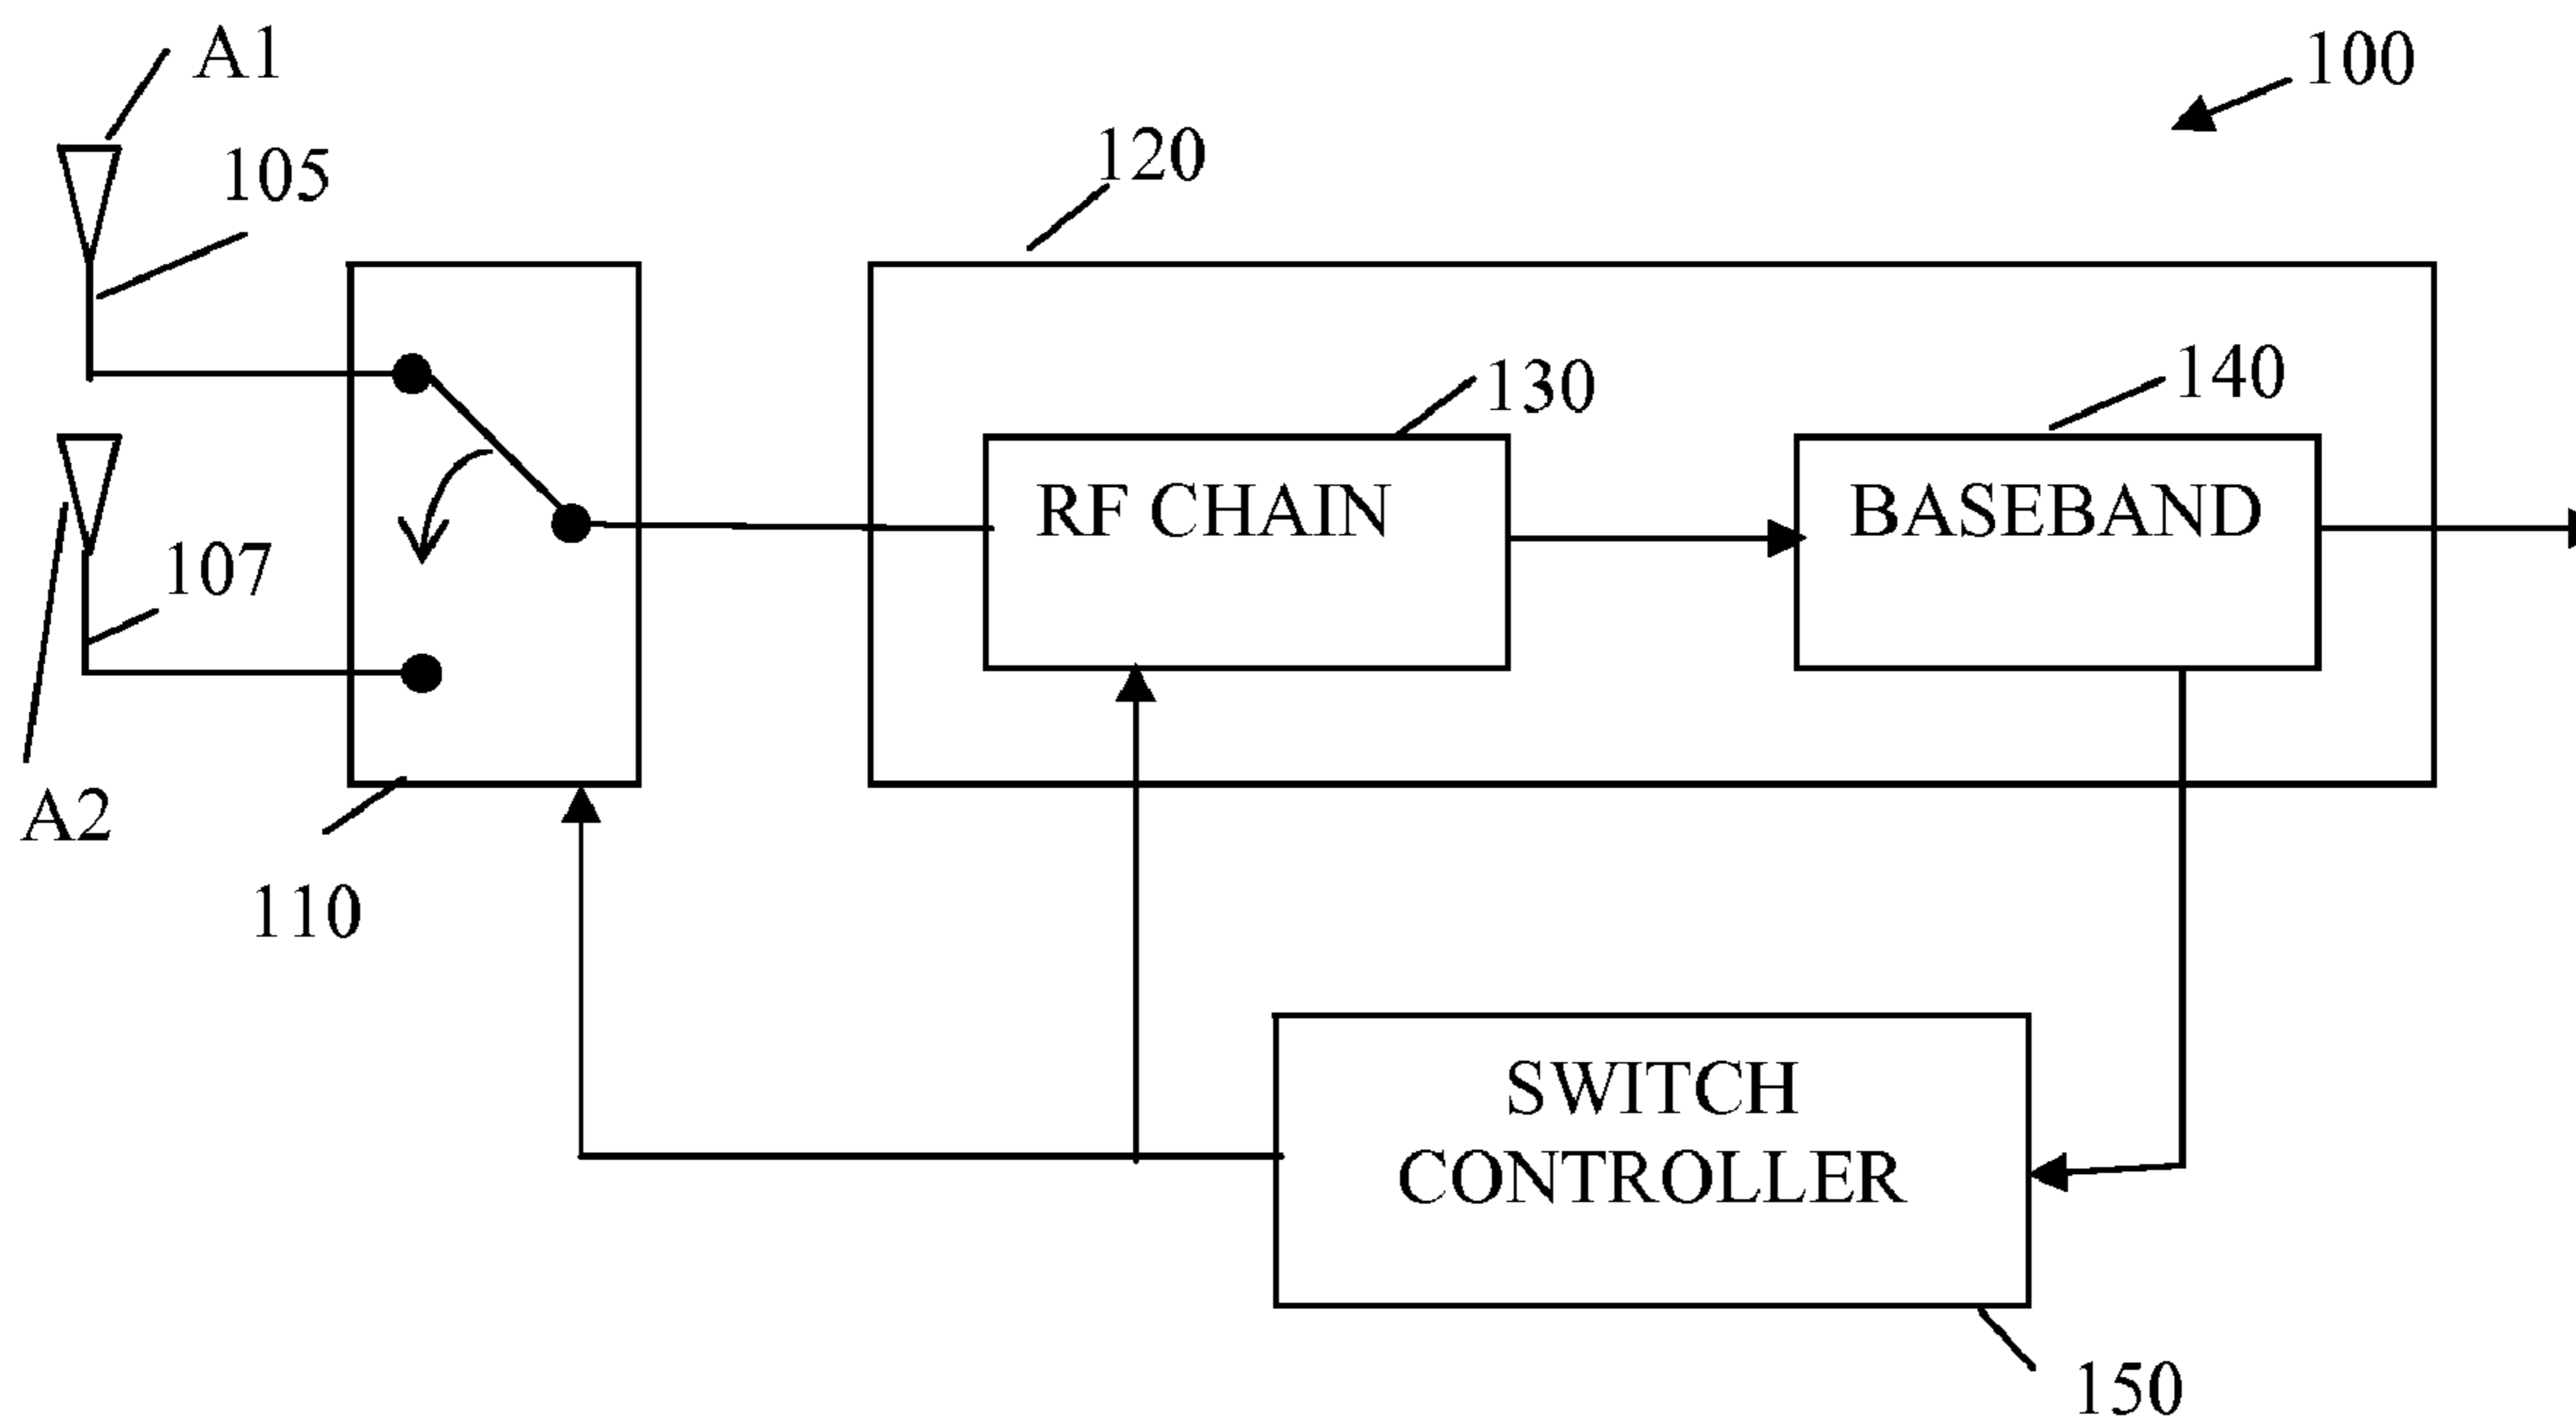 A1
100
105
120
130
140
RF CHAIN
BASEBAND
107
A2
110
SWITCH
CONTROLLER
150